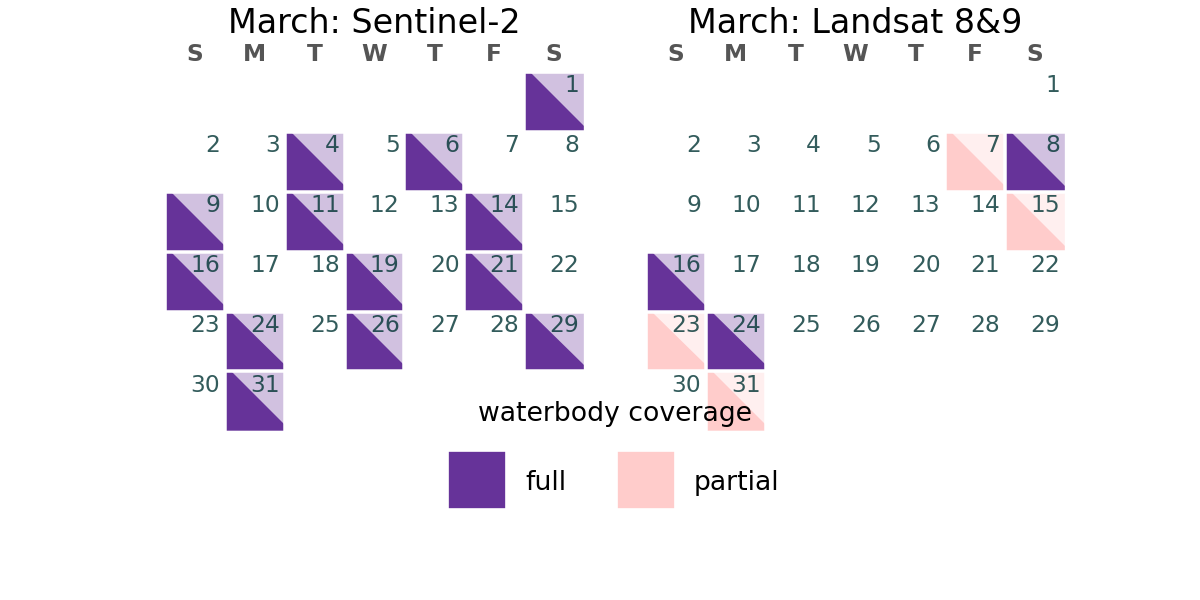 March: Sentinel-2
S M T W T F S
1
2 3 4 5 6 7 8
9 10 11 12 13 14 15
16 17 18 19 20 21 22
23 24 25 26 27 28 29
30 31
March: Landsat 8&9
S M T W T F S
1
2 3 4 5 6 7 8
9 10 11 12 13 14 15
16 17 18 19 20 21 22
23 24 25 26 27 28 29
30 31
waterbody coverage
full partial